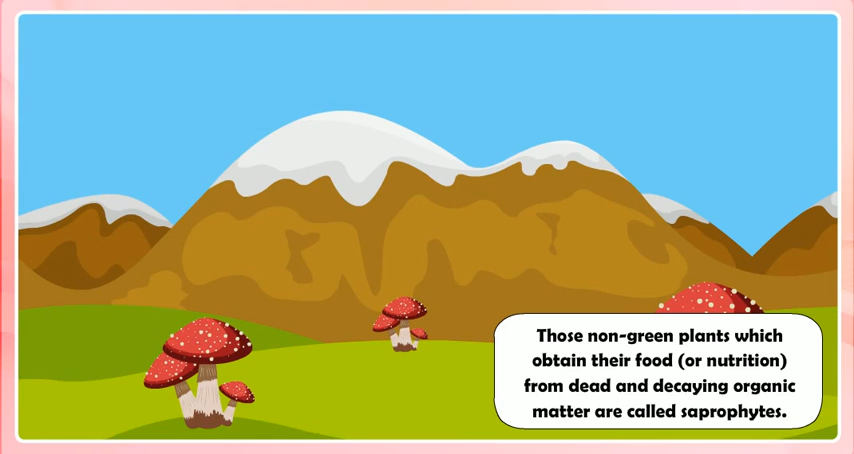 Those non-green plants which
obtain their food (or nutrition)
from dead and decaying organic
matter are called saprophytes.